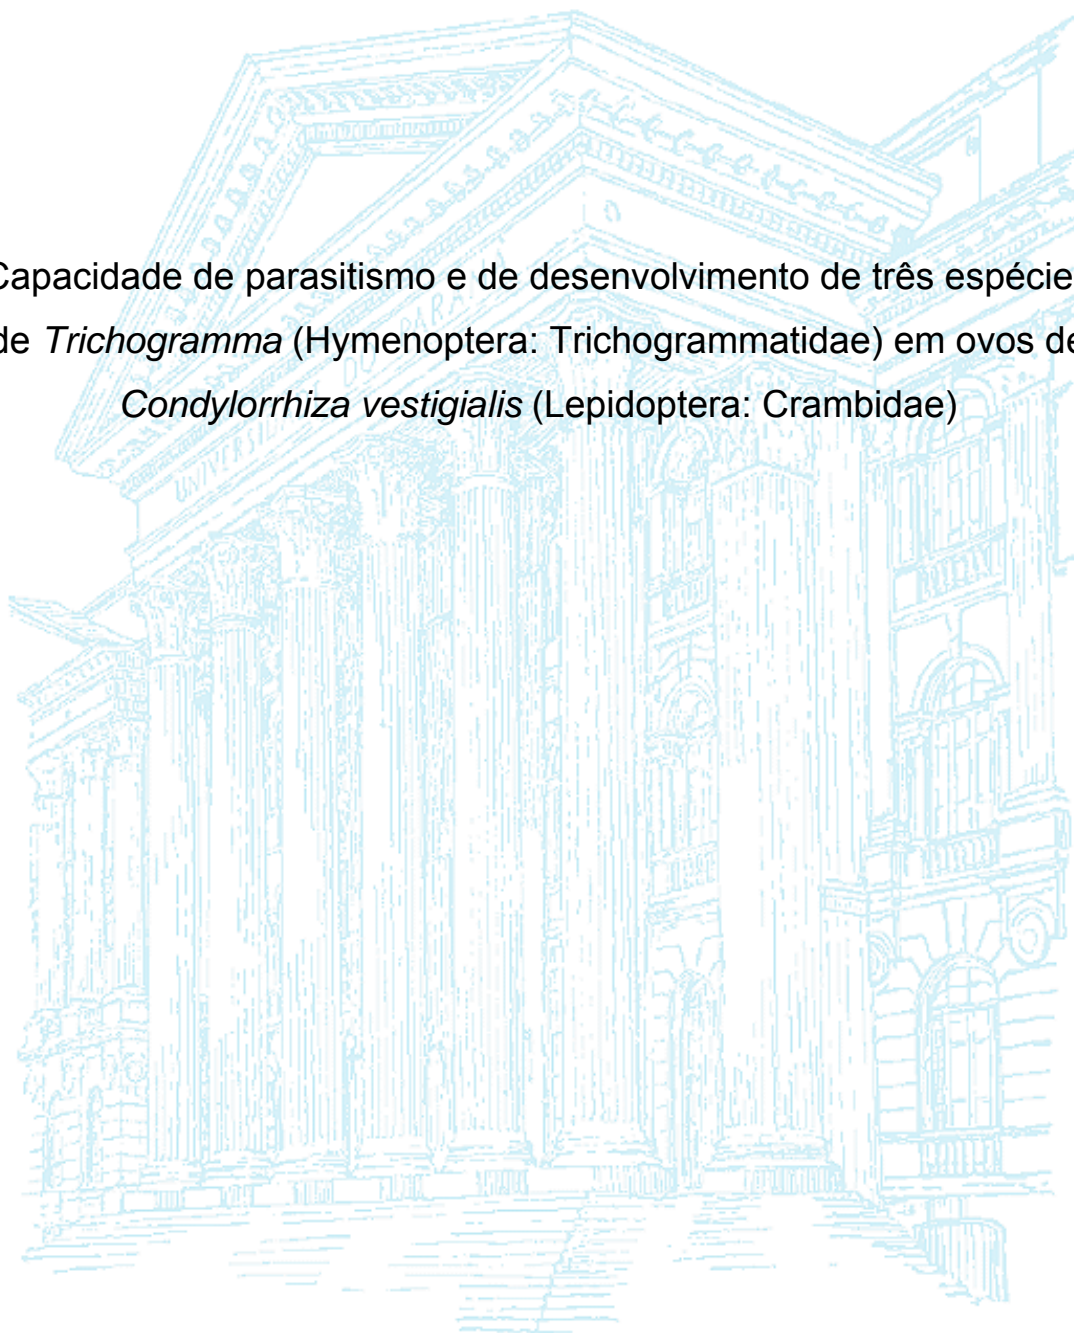 Capacidade de parasitismo e de desenvolvimento de três espécie
de Trichogramma (Hymenoptera: Trichogrammatidae) em ovos de
Condylorrhiza vestigialis (Lepidoptera: Crambidae)